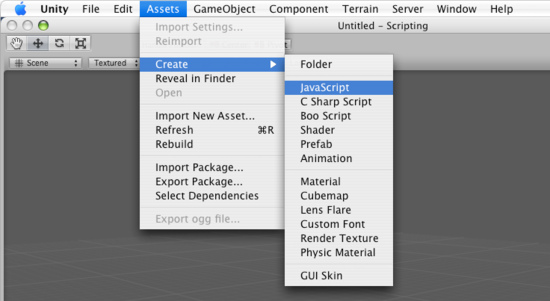 Unity File Edit Assets GameObject Component Terrain Server Window Help
Untitled – Scripting
Import Settings...
Reimport
Create
Reveal in Finder
Open
Import New Asset...
Refresh ⌘R
Rebuild
Import Package...
Export Package...
Select Dependencies
Export ogg file...
Scene
Textured
Folder
JavaScript
C Sharp Script
Boo Script
Shader
Prefab
Animation
Material
Cubemap
Lens Flare
Custom Font
Render Texture
Physic Material
GUI Skin